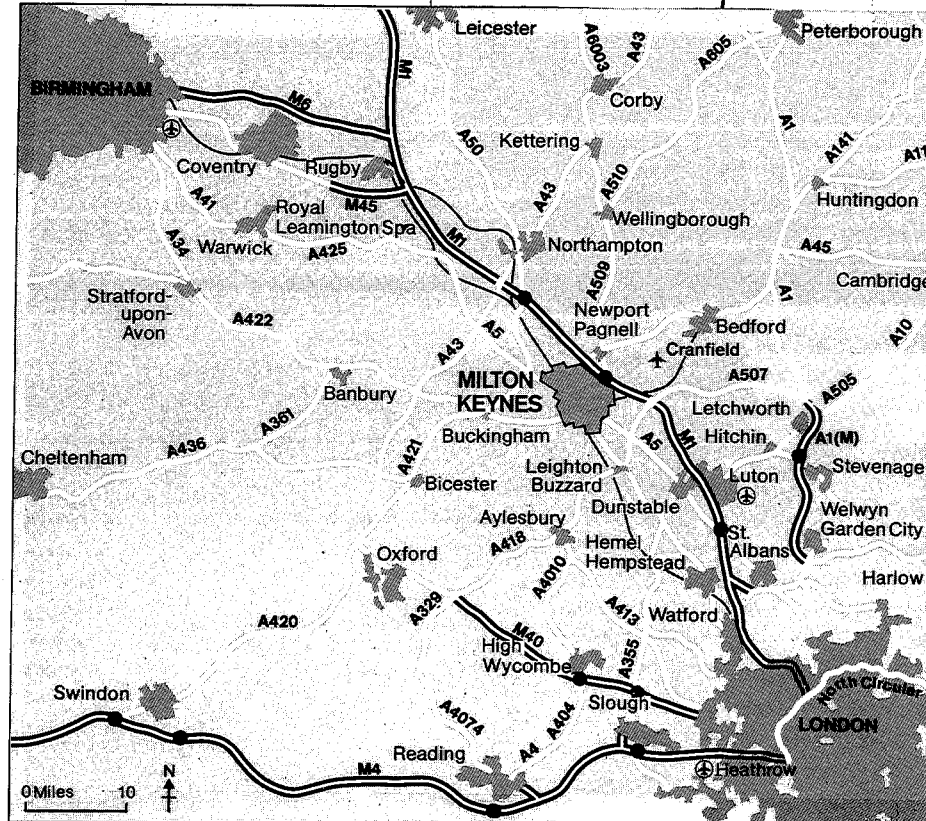 Leicester
Peterborough
A6003
A43
A605
M1
BIRMINGHAM
M6
Corby
A50
Kettering
A1
A141
A11
Coventry
Rugby
A510
A43
Huntingdon
A41
M45
Royal
Leamington Spa
Wellingborough
Warwick
A425
M1
Northampton
A45
A34
A509
Cambridge
Stratford-
upon-
Avon
A422
Newport
Pagnell
A1
A5
Bedford
A10
A43
Cranfield
MILTON
KEYNES
A507
Banbury
A505
Letchworth
A361
Buckingham
A5
M1
Hitchin
A1(M)
A436
A421
Cheltenham
Leighton
Buzzard
Luton
Stevenage
Bicester
Dunstable
Welwyn
Garden City
Aylesbury
A418
Hemel
Hempstead
St.
Albans
Oxford
A4010
Harlow
A329
A413
Watford
A420
M40
High
Wycombe
A355
Swindon
Slough
North Circular
A4074
A404
LONDON
Reading
A4
M4
Heathrow
N
0 Miles 10